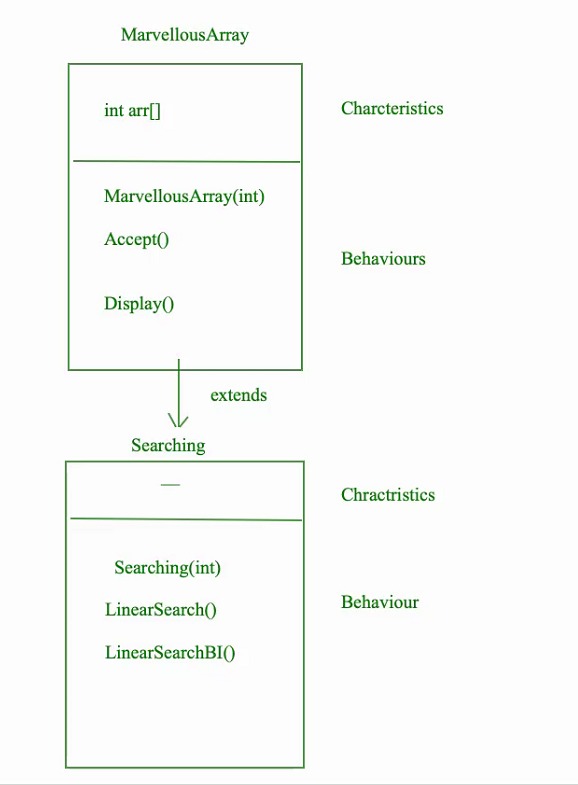 MarvellousArray
int arr[]
Charcteristics
MarvellousArray(int)
Accept()
Behaviours
Display()
extends
Searching
—
Chractristics
Searching(int)
Behaviour
LinearSearch()
LinearSearchBI()